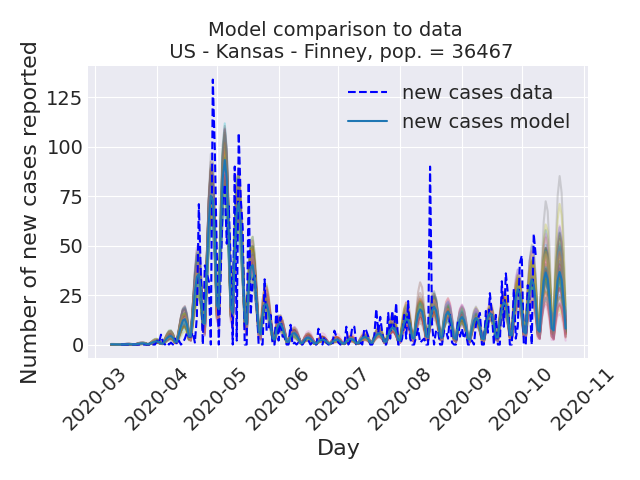 Model comparison to data
US - Kansas - Finney, pop. = 36467
Number of new cases reported
125
100
75
50
25
0
new cases data
new cases model
2020-03
2020-04
2020-05
2020-06
2020-07
2020-08
2020-09
2020-10
2020-11
Day